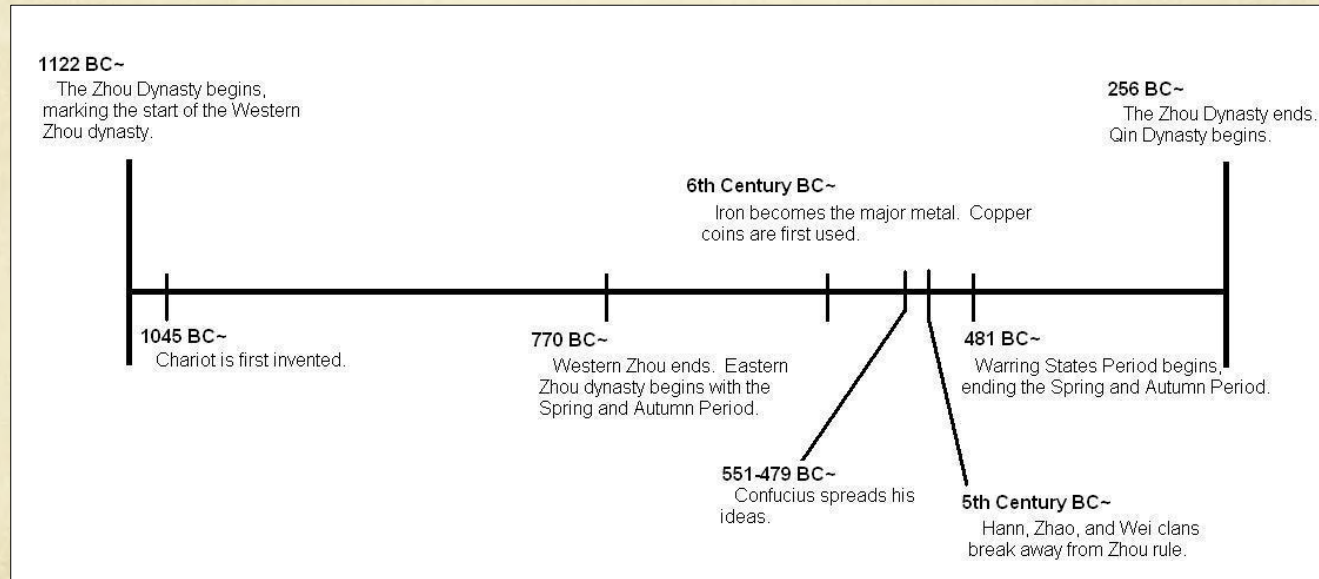 1122 BC~
The Zhou Dynasty begins,
marking the start of the Western
Zhou dynasty.
256 BC~
The Zhou Dynasty ends.
Qin Dynasty begins.
6th Century BC~
Iron becomes the major metal. Copper
coins are first used.
1045 BC~
Chariot is first invented.
770 BC~
Western Zhou ends. Eastern
Zhou dynasty begins with the
Spring and Autumn Period.
481 BC~
Warring States Period begins,
ending the Spring and Autumn Period.
551-479 BC~
Confucius spreads his
ideas.
5th Century BC~
Hann, Zhao, and Wei clans
break away from Zhou rule.